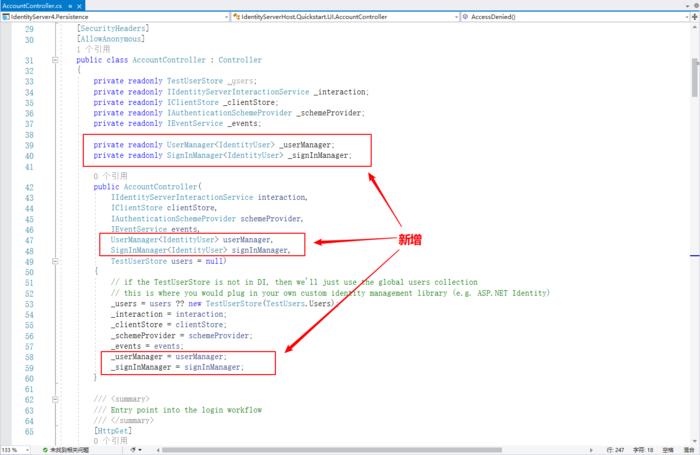 AccountController.cs
IdentityServer4.Persistence
IdentityServerHost.Quickstart.UI.AccountController
AccessDenied()
29 [SecurityHeaders]
30 [AllowAnonymous]
1 个引用
31 public class AccountController : Controller
32 {
33 private readonly TestUserStore _users;
34 private readonly IIdentityServerInteractionService _interaction;
35 private readonly IClientStore _clientStore;
36 private readonly IAuthenticationSchemeProvider _schemeProvider;
37 private readonly IEventService _events;
38
39 private readonly UserManager<IdentityUser> _userManager;
40 private readonly SignInManager<IdentityUser> _signInManager;
41
0 个引用
42 public AccountController(
43 IIdentityServerInteractionService interaction,
44 IClientStore clientStore,
45 IAuthenticationSchemeProvider schemeProvider,
46 IEventService events,
47 UserManager<IdentityUser> userManager,
新增
48 SignInManager<IdentityUser> signInManager,
49 TestUserStore users = null)
50 {
51 // if the TestUserStore is not in DI, then we'll just use the global users collection
52 // this is where you would plug in your own custom identity management library (e.g. ASP.NET Identity)
53 _users = users ?? new TestUserStore(TestUsers.Users);
54 _interaction = interaction;
55 _clientStore = clientStore;
56 _schemeProvider = schemeProvider;
57 _events = events;
58 _userManager = userManager;
59 _signInManager = signInManager;
60 }
61
62 /// <summary>
63 /// Entry point into the login workflow
64 /// </summary>
65 [HttpGet]
0 个引用
133 %
未找到相关问题
行: 247
字符: 18
空格
混合